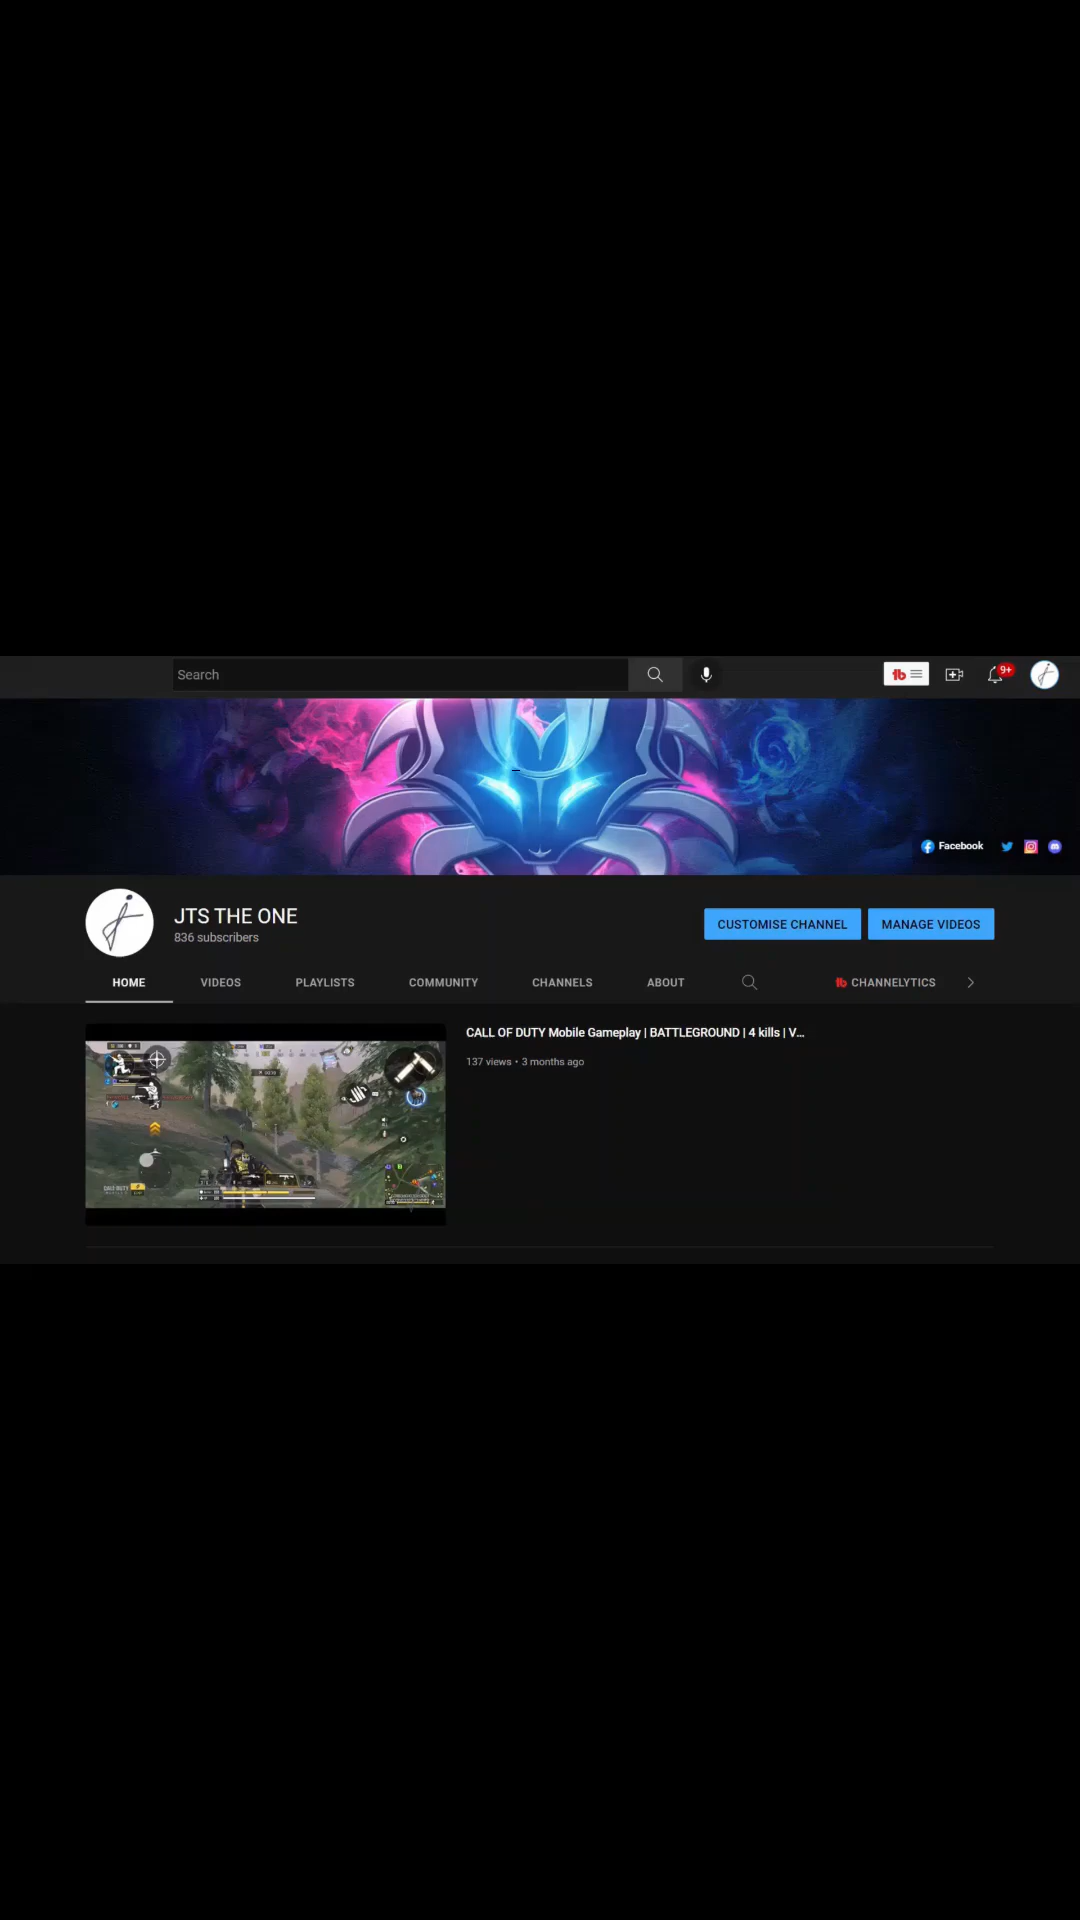 Search
9+
Facebook
JTS THE ONE
836 subscribers
CUSTOMISE CHANNEL
MANAGE VIDEOS
HOME
VIDEOS
PLAYLISTS
COMMUNITY
CHANNELS
ABOUT
CHANNELYTICS
CALL OF DUTY Mobile Gameplay | BATTLEGROUND | 4 kills | V...
137 views • 3 months ago